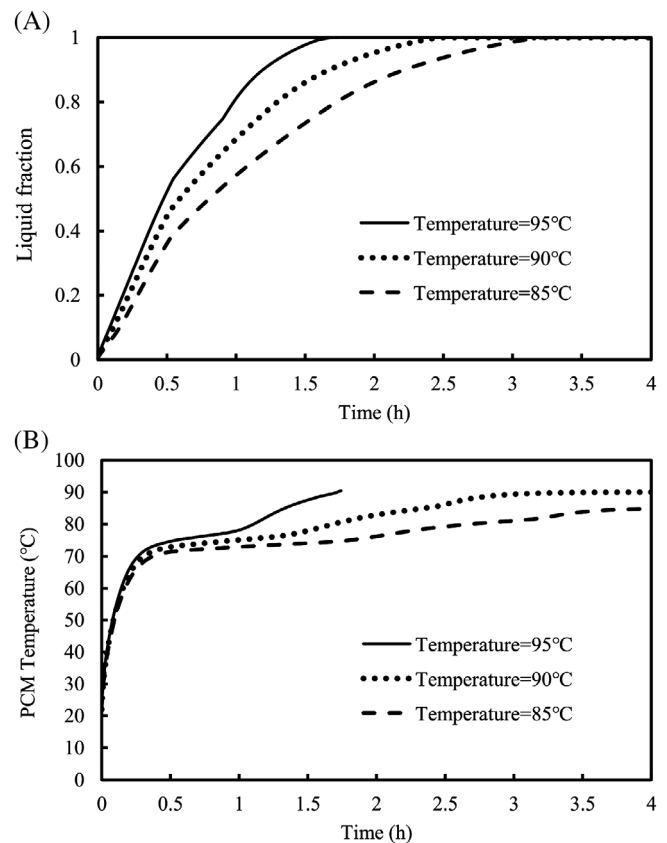 (A)
1
0.8
0.6
0.4
0.2
0
Liquid fraction
Temperature=95℃
Temperature=90℃
Temperature=85℃
0 0.5 1 1.5 2 2.5 3 3.5 4
Time (h)
(B)
100
90
80
70
60
50
40
30
20
10
0
PCM Temperature (℃)
Temperature=95℃
Temperature=90℃
Temperature=85℃
0 0.5 1 1.5 2 2.5 3 3.5 4
Time (h)